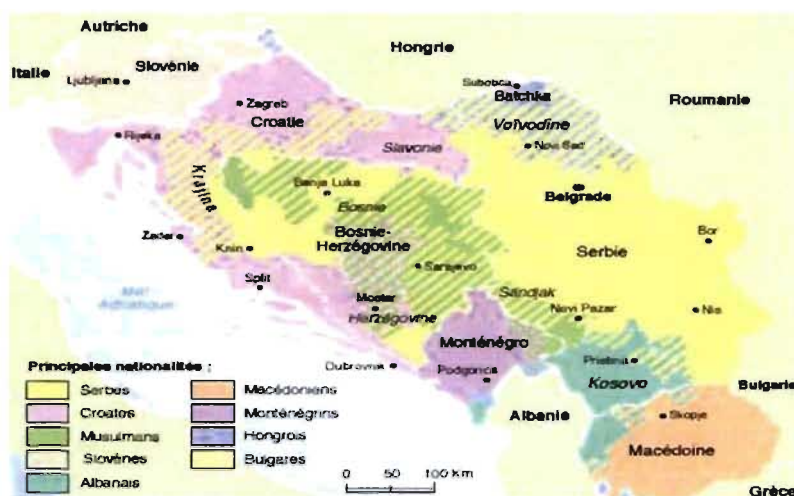 Autriche
Hongrie
Italie
Slovénie
Ljubljana
Subotica
Batchka
Roumanie
Zagreb
Croatie
Voïvodine
Rijeka
Slavonie
Novi Sad
Krajina
Banja Luka
Belgrade
Bosnie
Bosnie-
Herzégovine
Bor
Zadar
Knin
Serbie
Sarajevo
Split
Sandjak
Mer
Adriatique
Mostar
Herzégovine
Novi Pazar
Nis
Monténégro
Principales nationalités :
Dubrovnik
Pristina
Podgorica
Kosovo
Bulgarie
Serbes
Croates
Musulmans
Slovènes
Albanais
Macédoniens
Monténégrins
Hongrois
Bulgares
Albanie
Skopje
Macédoine
0 50 100 Km
Grèce